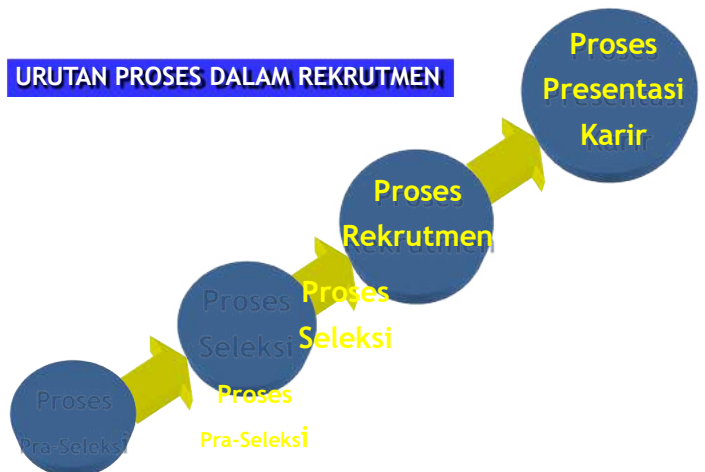 URUTAN PROSES DALAM REKRUTMEN
Proses
Presentasi
Karir
Proses
Rekrutmen
Proses
Seleksi
Proses
Seleksi
Proses
Pra-Seleksi
Proses
Pra-Seleksi